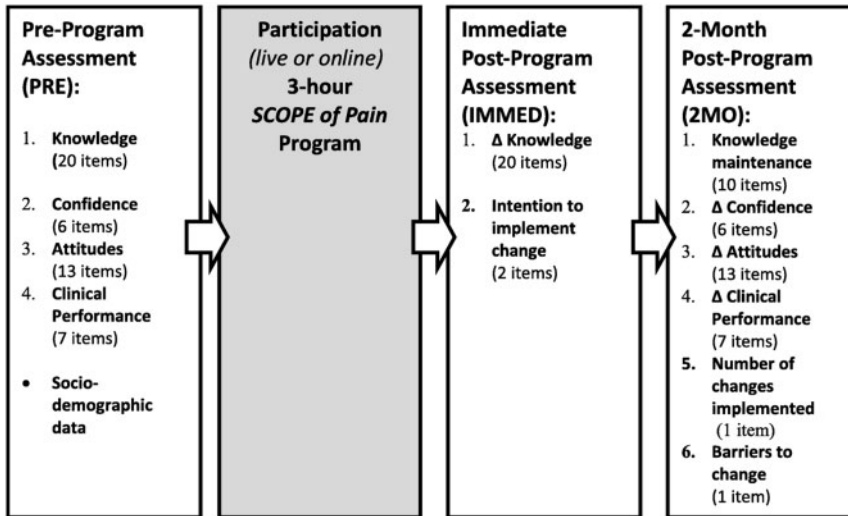 Pre-Program
Assessment
(PRE):
1. Knowledge
(20 items)
2. Confidence
(6 items)
3. Attitudes
(13 items)
4. Clinical
Performance
(7 items)
• Socio-
demographic
data
Participation
(live or online)
3-hour
SCOPE of Pain
Program
Immediate
Post-Program
Assessment
(IMMED):
1. Δ Knowledge
(20 items)
2. Intention to
implement
change
(2 items)
2-Month
Post-Program
Assessment
(2MO):
1. Knowledge
maintenance
(10 items)
2. Δ Confidence
(6 items)
3. Δ Attitudes
(13 items)
4. Δ Clinical
Performance
(7 items)
5. Number of
changes
implemented
(1 item)
6. Barriers to
change
(1 item)